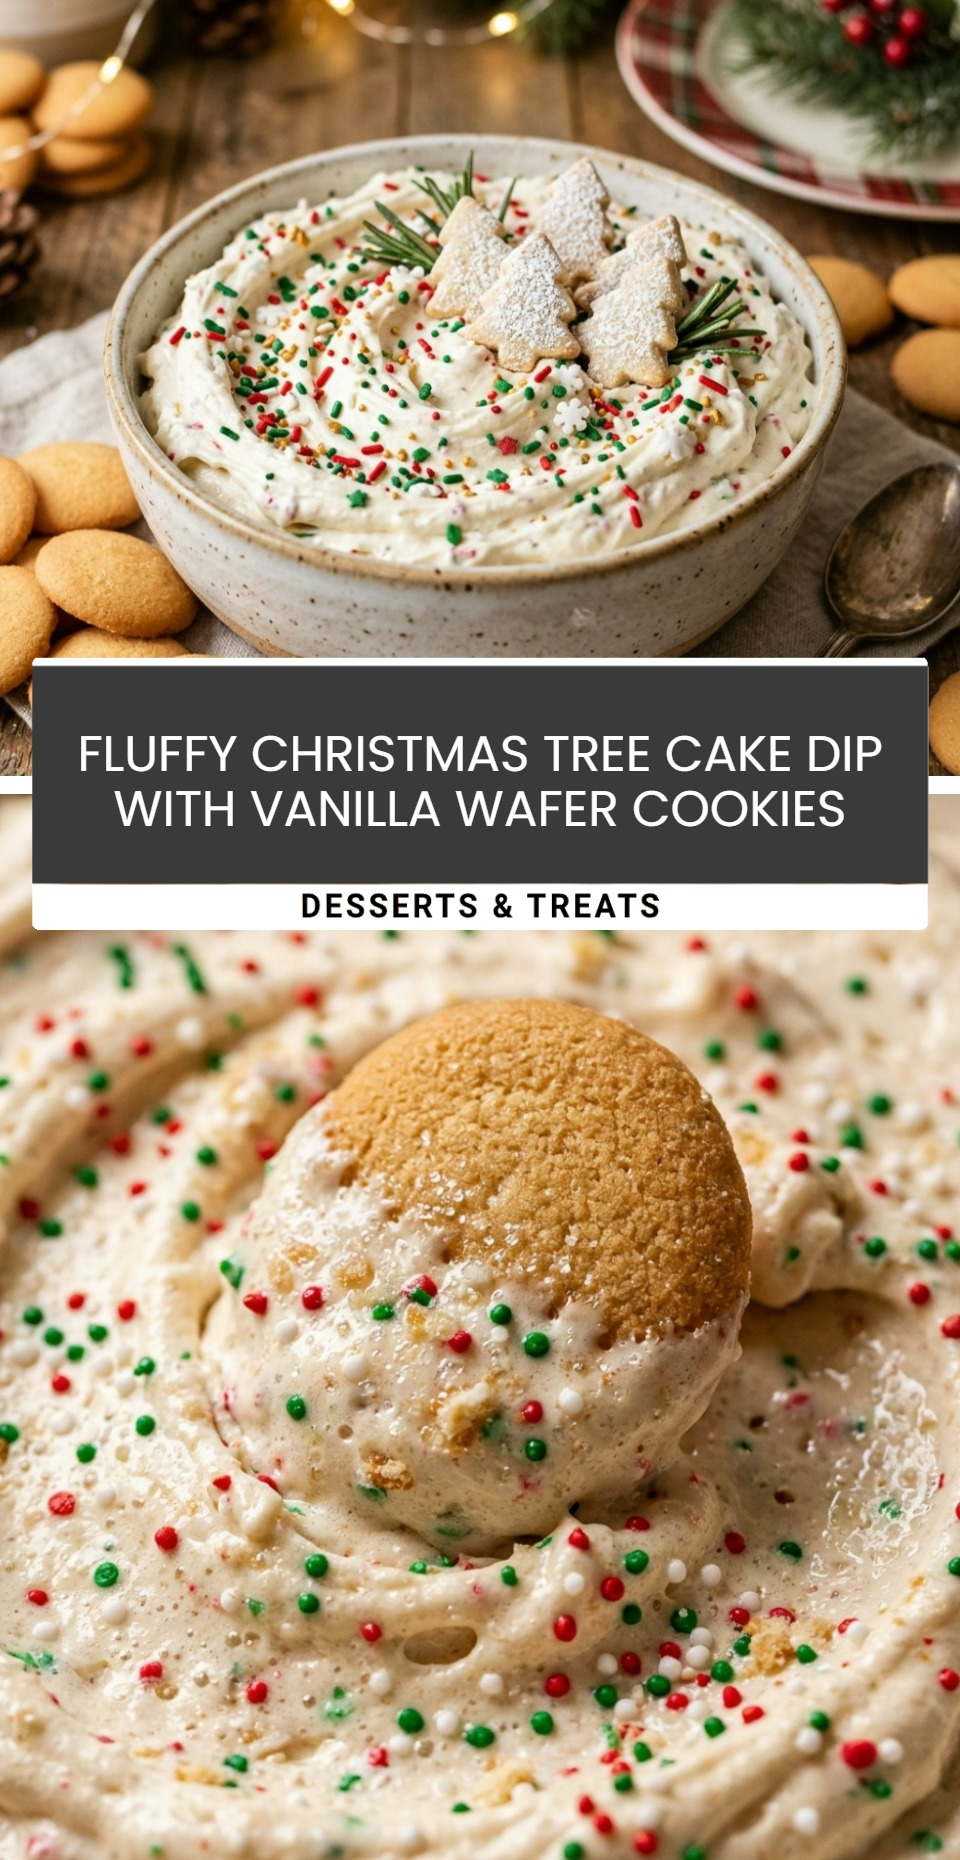 FLUFFY CHRISTMAS TREE CAKE DIP
WITH VANILLA WAFER COOKIES
DESSERTS & TREATS